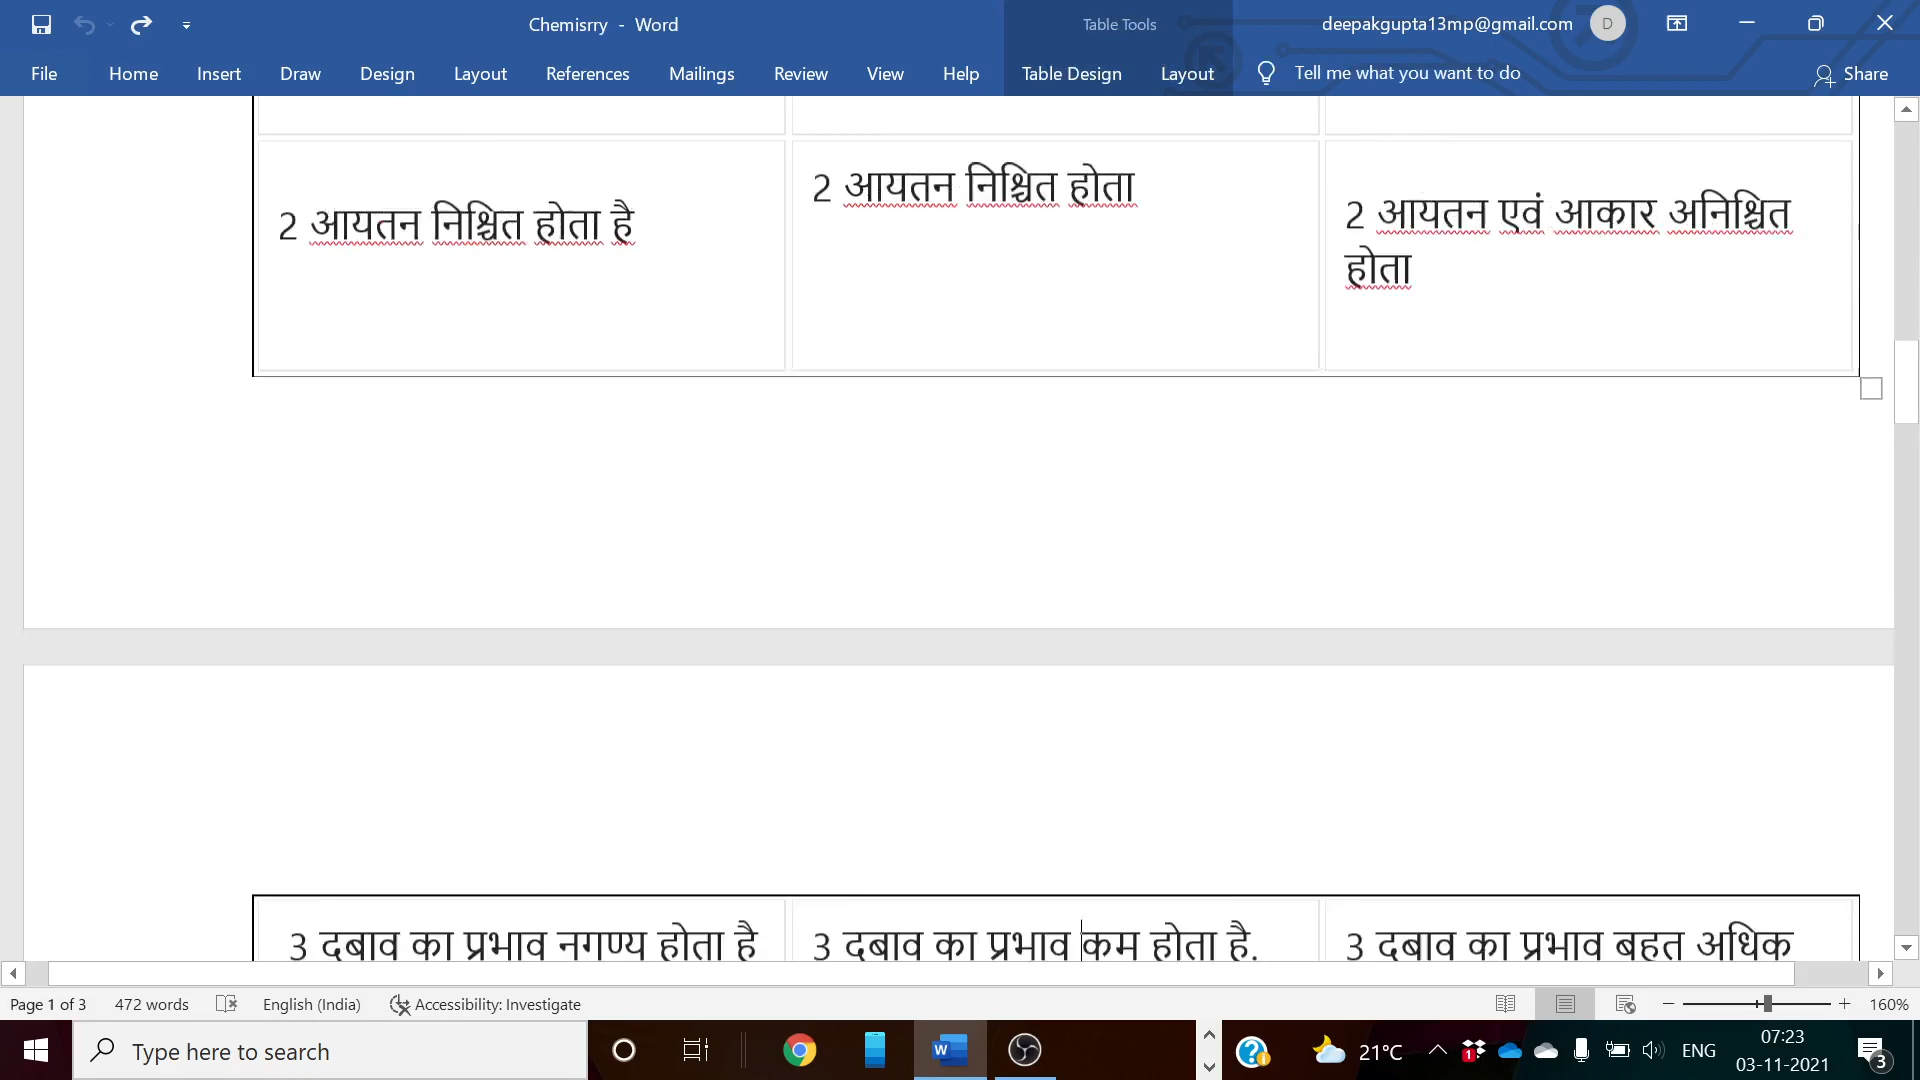 Chemisrry - Word
Table Tools
deepakgupta13mp@gmail.com
D
File
Home
Insert
Draw
Design
Layout
References
Mailings
Review
View
Help
Table Design
Layout
Tell me what you want to do
Share
2 आयतन निश्चित होता है
2 आयतन निश्चित होता
2 आयतन एवं आकार अनिश्चित
होता
3 दबाव का प्रभाव नगण्य होता है
3 दबाव का प्रभाव कम होता है.
3 दबाव का प्रभाव बहुत अधिक
Page 1 of 3
472 words
English (India)
Accessibility: Investigate
160%
Type here to search
W
1
21°C
ENG
07:23
03-11-2021
3